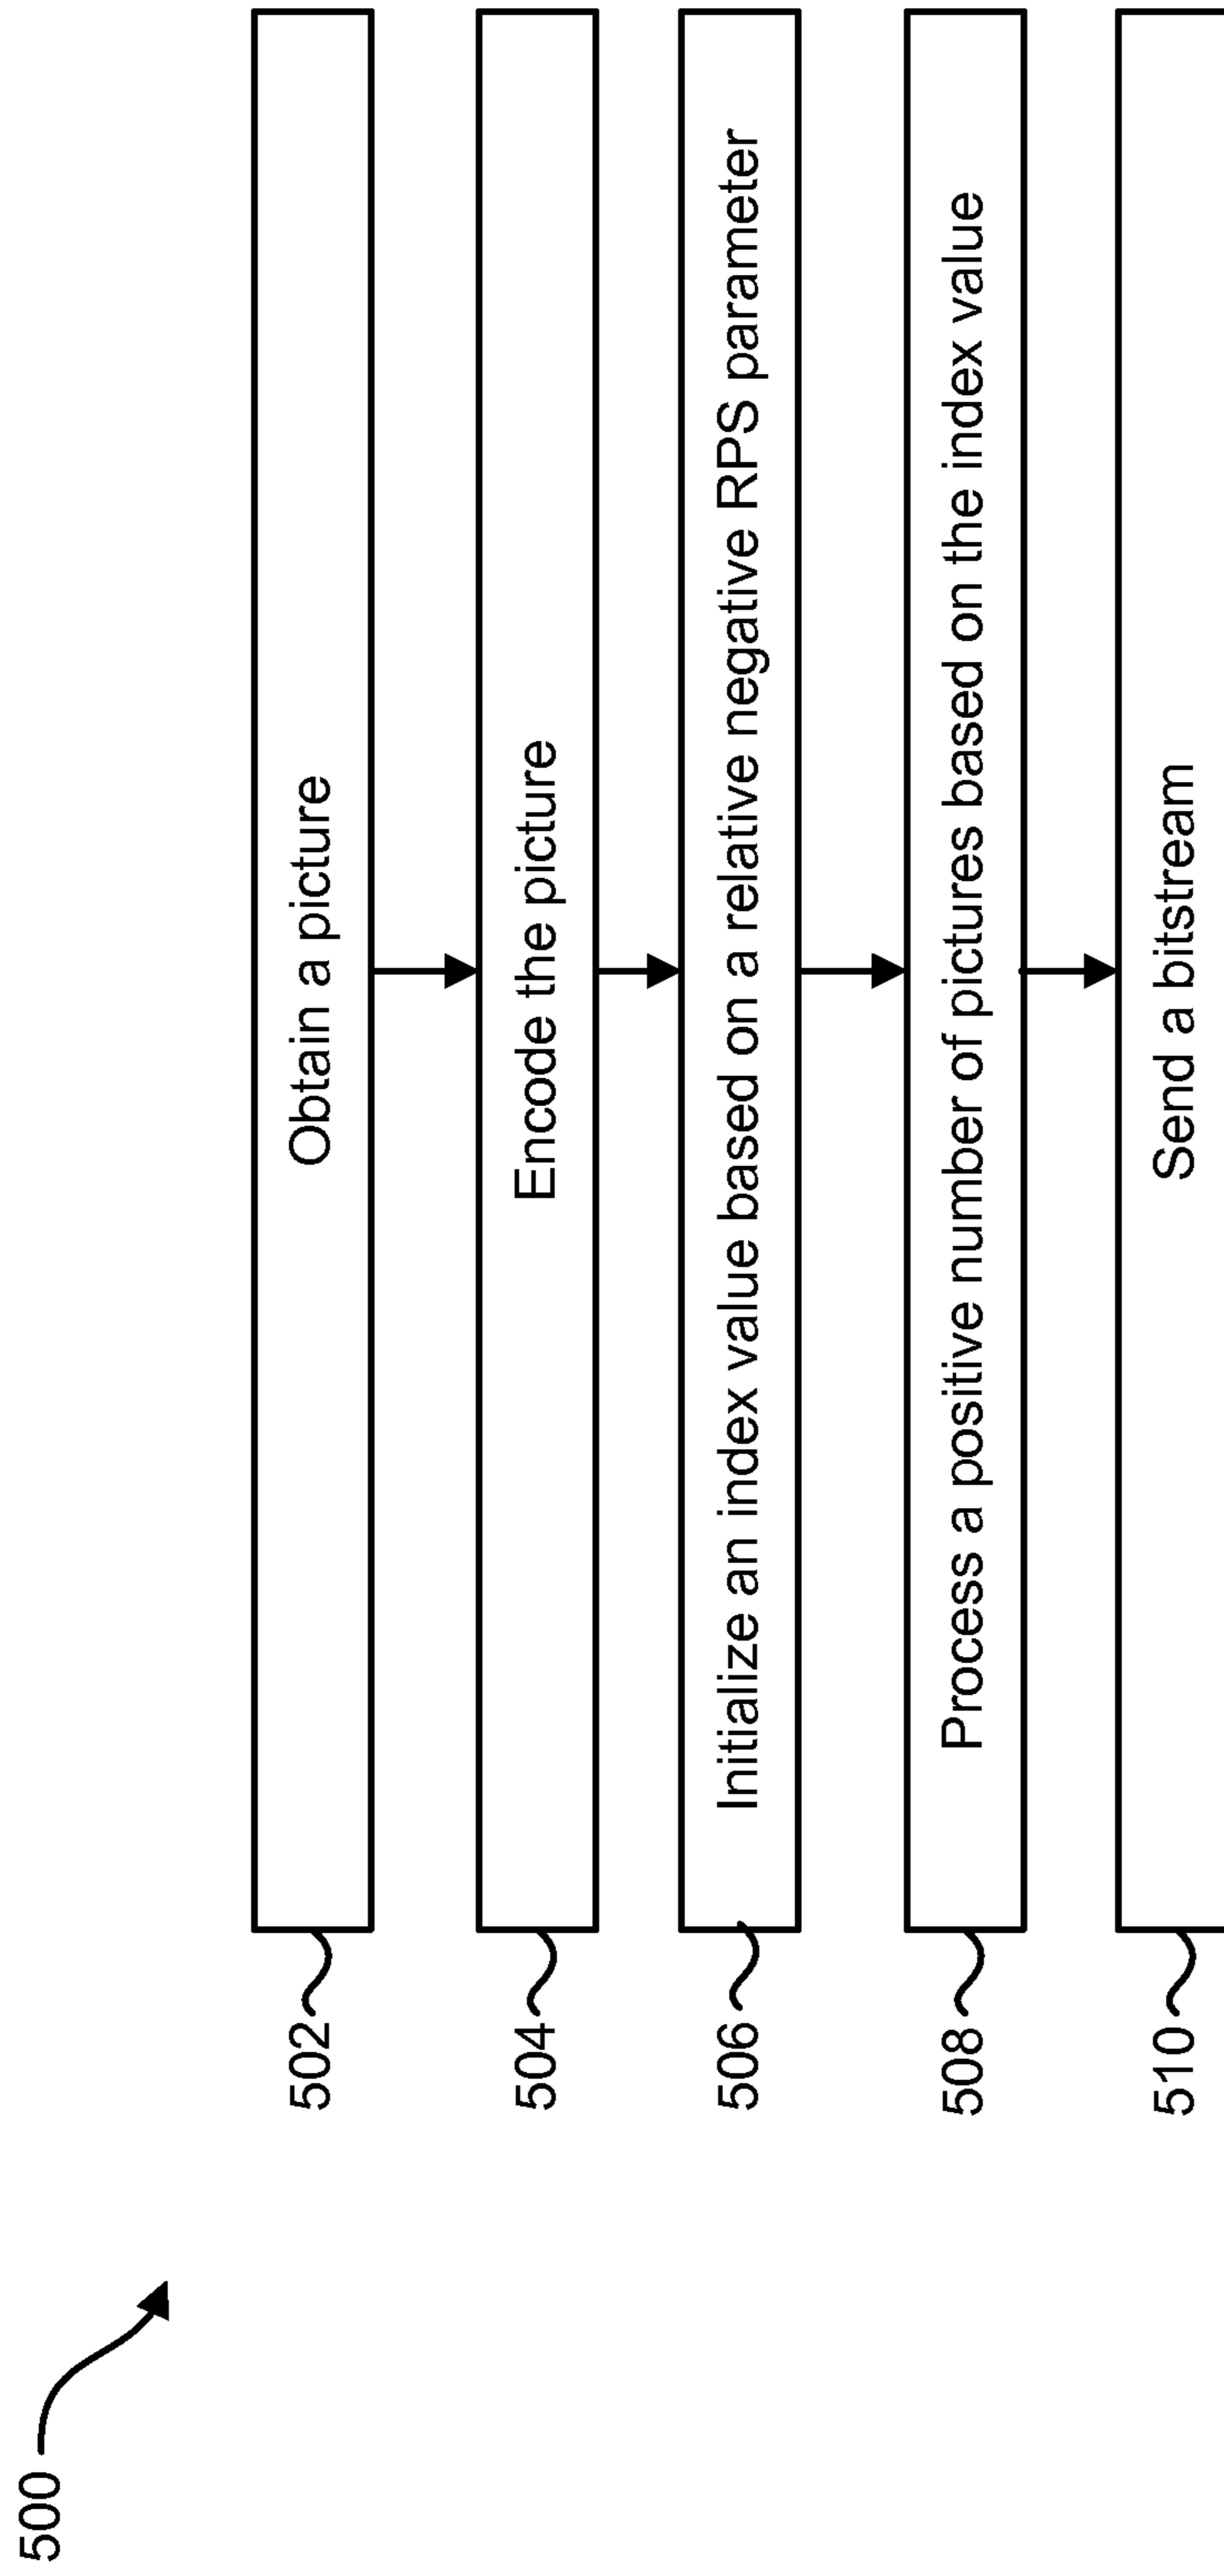 500
502
Obtain a picture
504
Encode the picture
506
Initialize an index value based on a relative negative RPS parameter
508
Process a positive number of pictures based on the index value
510
Send a bitstream